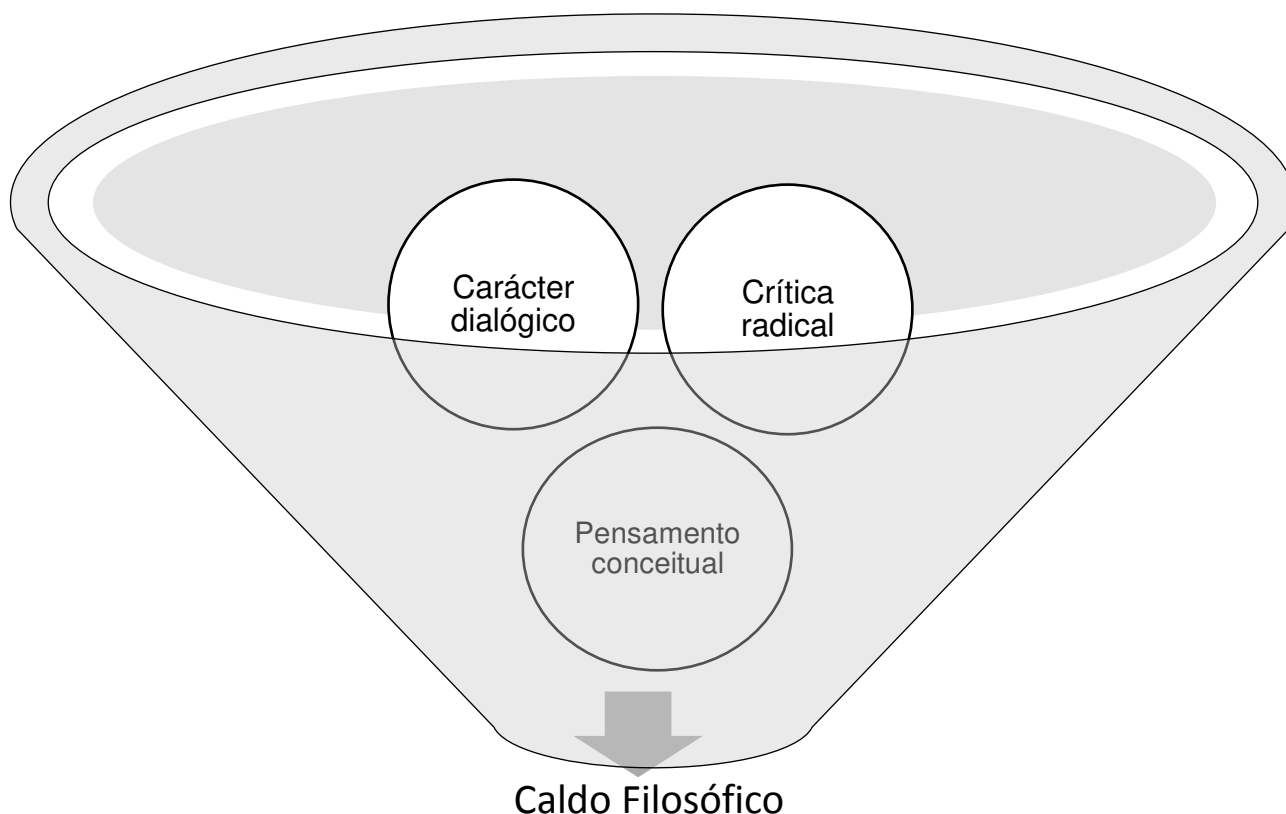 Carácter
dialógico
Crítica
radical
Pensamento
conceitual
Caldo Filosófico